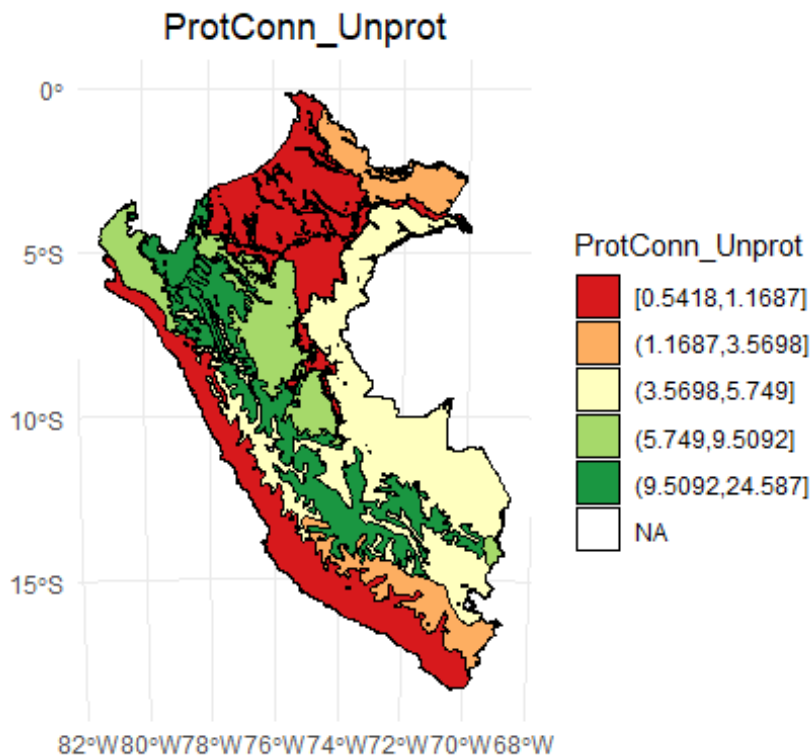 ProtConn_Unprot
0°
5°S
10°S
15°S
82°W80°W78°W76°W74°W72°W70°W68°W
ProtConn_Unprot
[0.5418,1.1687]
(1.1687,3.5698]
(3.5698,5.749]
(5.749,9.5092]
(9.5092,24.587]
NA